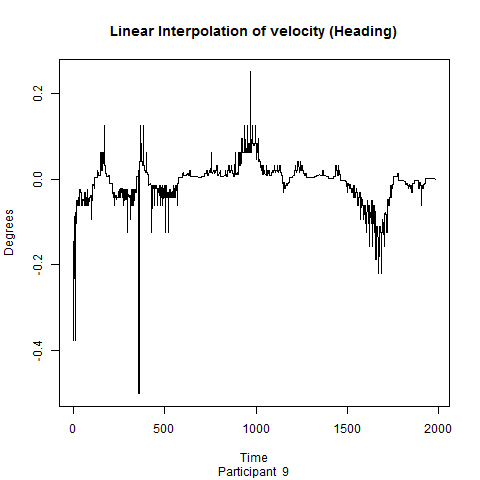 Linear Interpolation of velocity (Heading)
Degrees
0.2
0.0
-0.2
-0.4
0 500 1000 1500 2000
Time
Participant 9